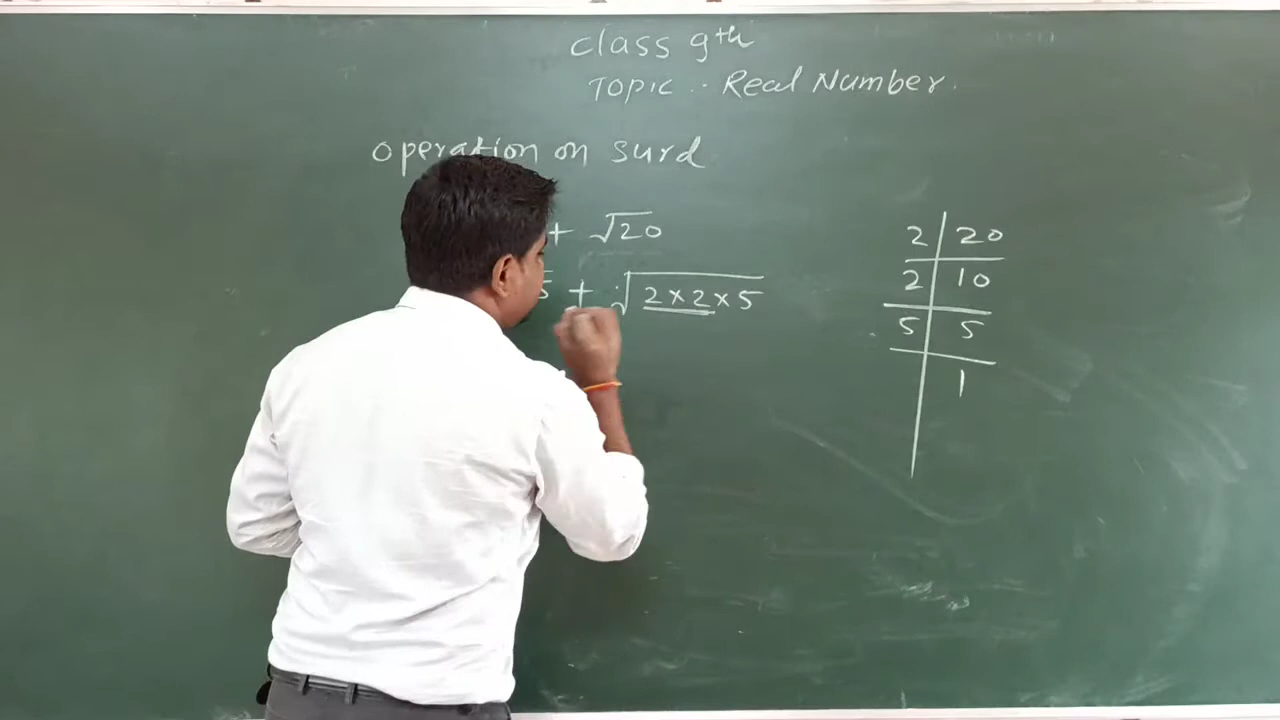 class 9th
TOPIC :- Real Number.
operation on surd
+ √20
5 + √2×2×5
2 | 20
2 | 10
5 | 5
1